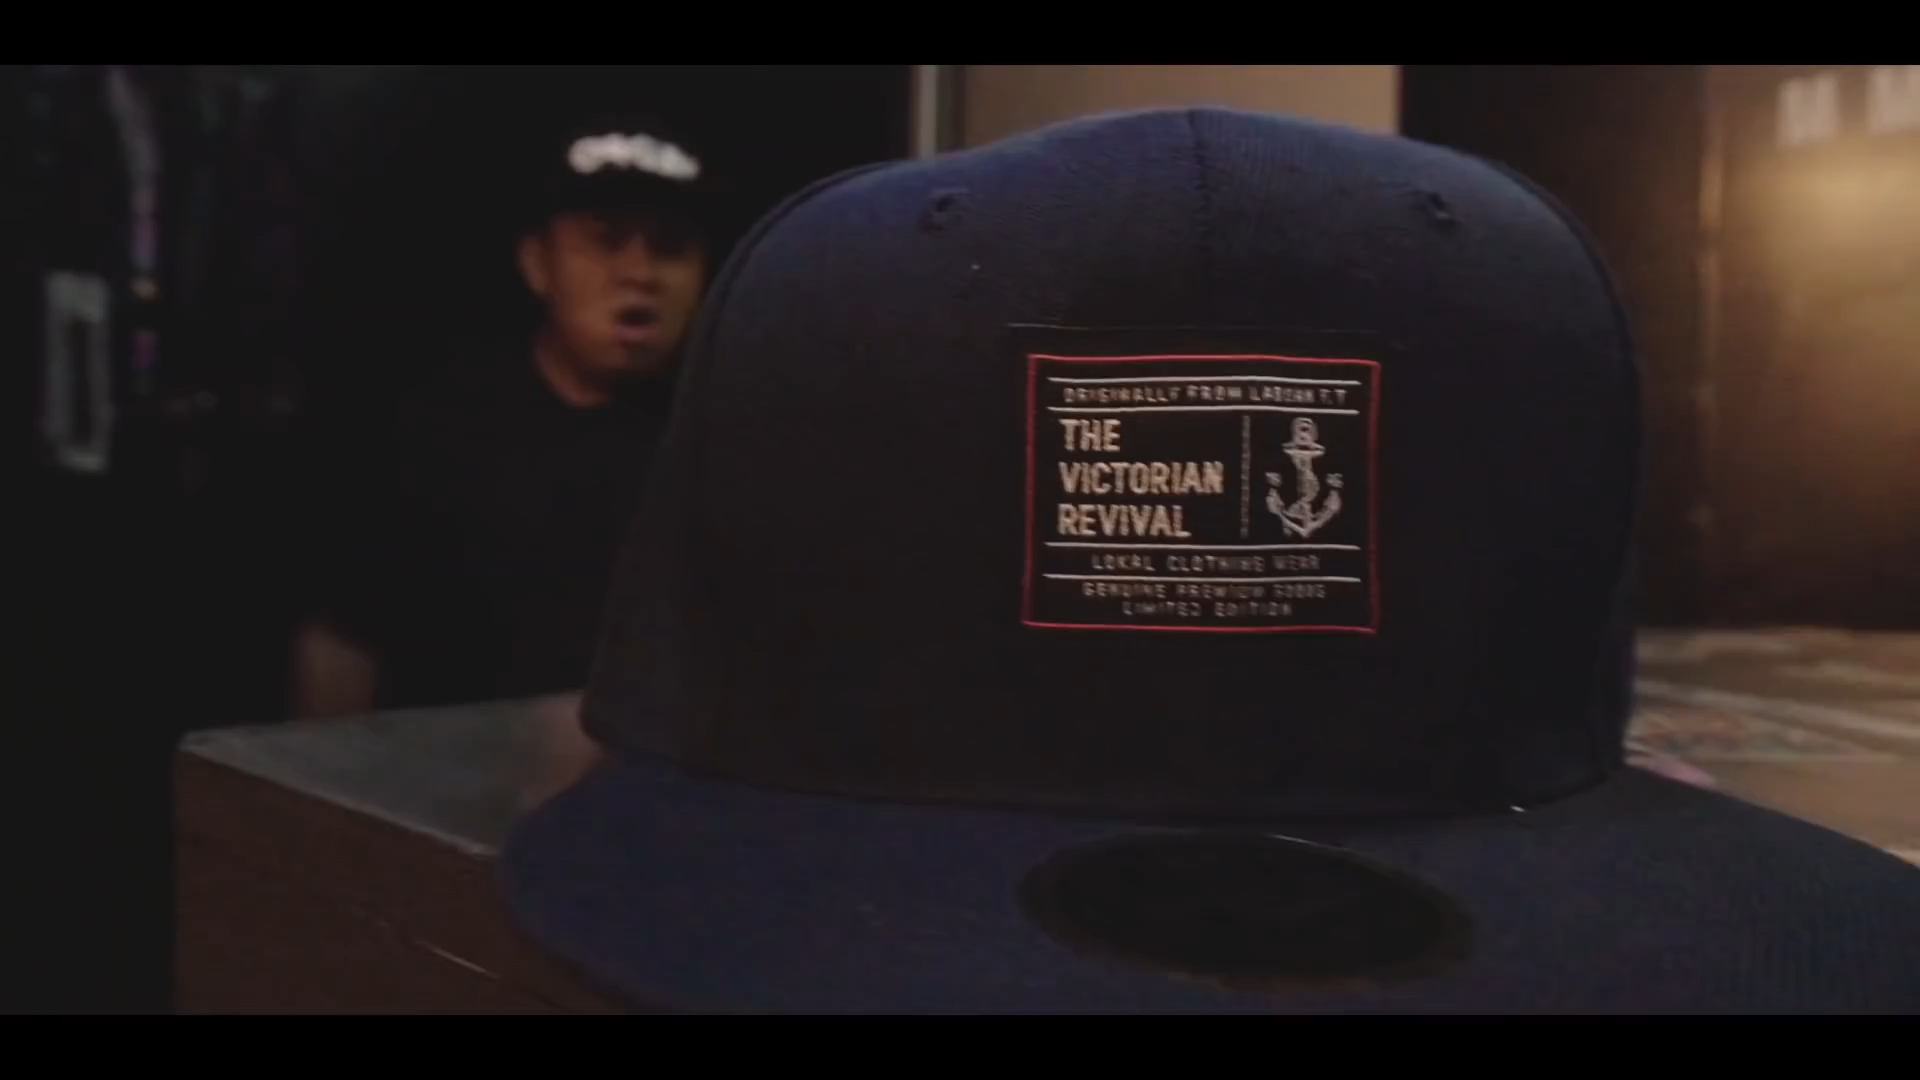 ORIGINALLY FROM LABUAN F.T
THE
VICTORIAN
REVIVAL
LOKAL CLOTHING WEAR
GENUINE PREMIUM GOODS
LIMITED EDITION